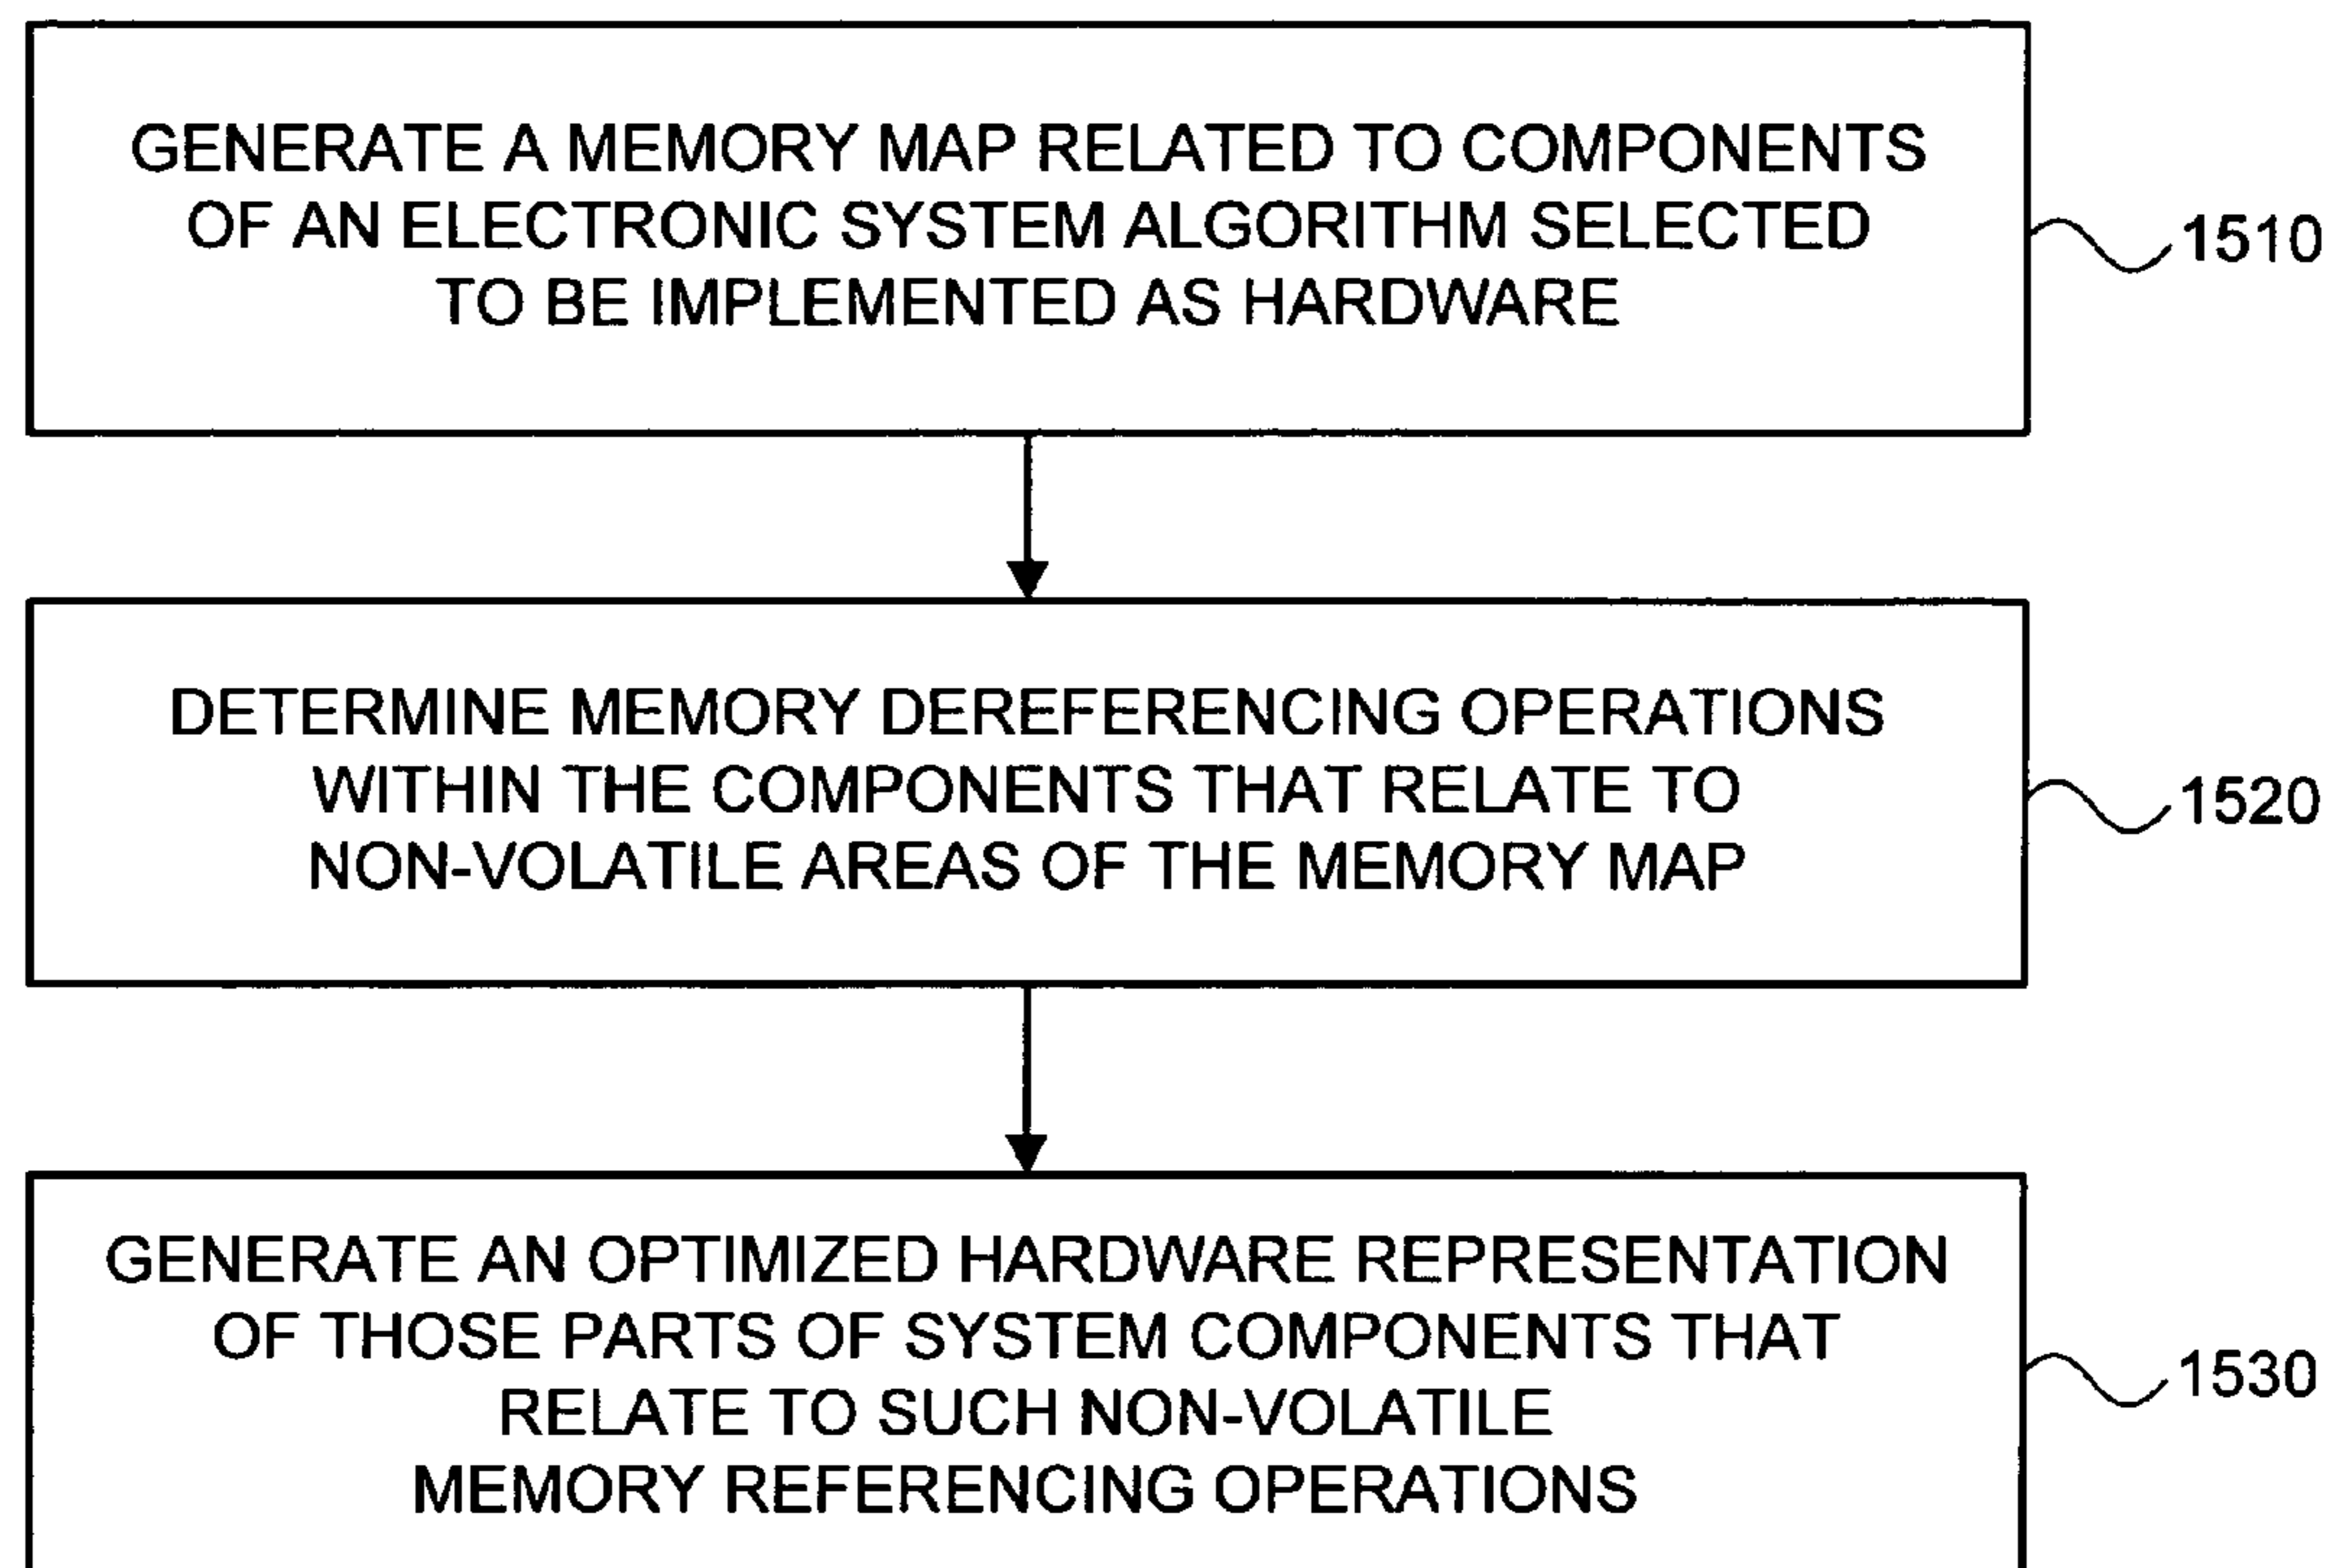 GENERATE A MEMORY MAP RELATED TO COMPONENTS
OF AN ELECTRONIC SYSTEM ALGORITHM SELECTED
TO BE IMPLEMENTED AS HARDWARE
1510
DETERMINE MEMORY DEREFERENCING OPERATIONS
WITHIN THE COMPONENTS THAT RELATE TO
NON-VOLATILE AREAS OF THE MEMORY MAP
1520
GENERATE AN OPTIMIZED HARDWARE REPRESENTATION
OF THOSE PARTS OF SYSTEM COMPONENTS THAT
RELATE TO SUCH NON-VOLATILE
MEMORY REFERENCING OPERATIONS
1530